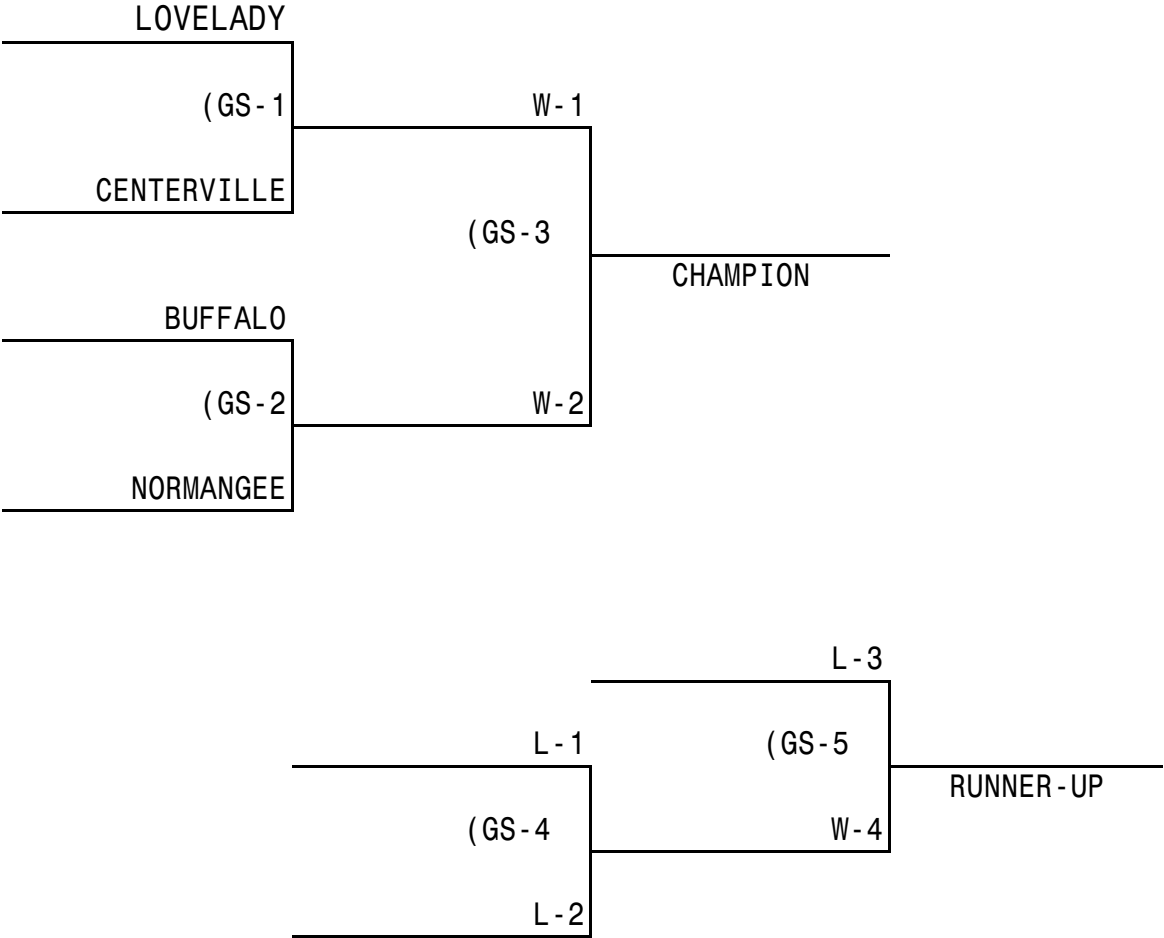 LOVELADY
(GS-1
W-1
CENTERVILLE
(GS-3
CHAMPION
BUFFALO
(GS-2
W-2
NORMANGEE
L-3
L-1
(GS-5
RUNNER-UP
(GS-4
W-4
L-2